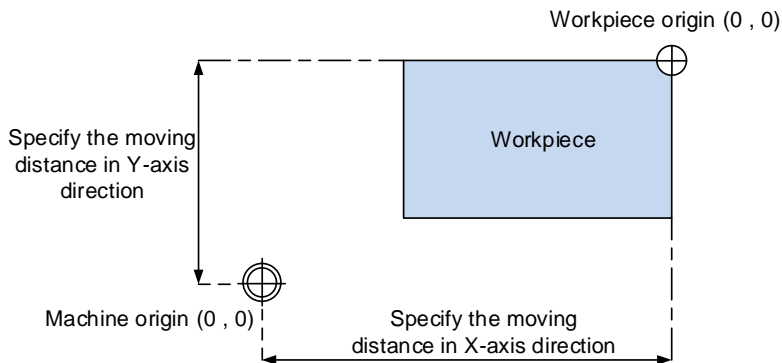 Workpiece origin (0 , 0)
Specify the moving
distance in Y-axis
direction
Workpiece
Machine origin (0 , 0)
Specify the moving
distance in X-axis direction